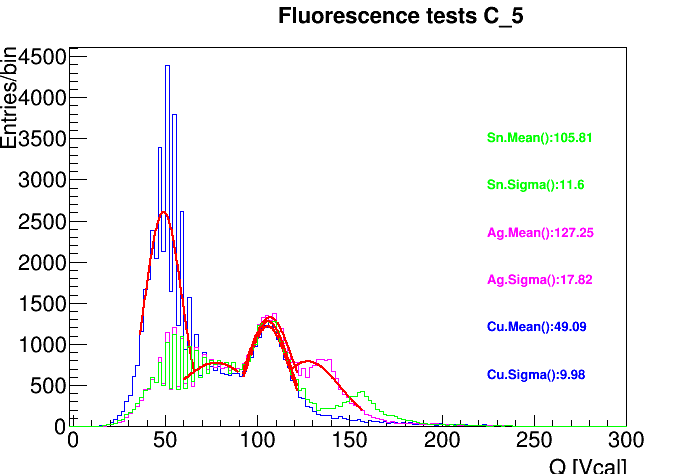 Fluorescence tests C_5
Entries/bin
4500
4000
3500
3000
2500
2000
1500
1000
500
0
0 50 100 150 200 250 300
Q [Vcal]
Sn.Mean():105.81
Sn.Sigma():11.6
Ag.Mean():127.25
Ag.Sigma():17.82
Cu.Mean():49.09
Cu.Sigma():9.98